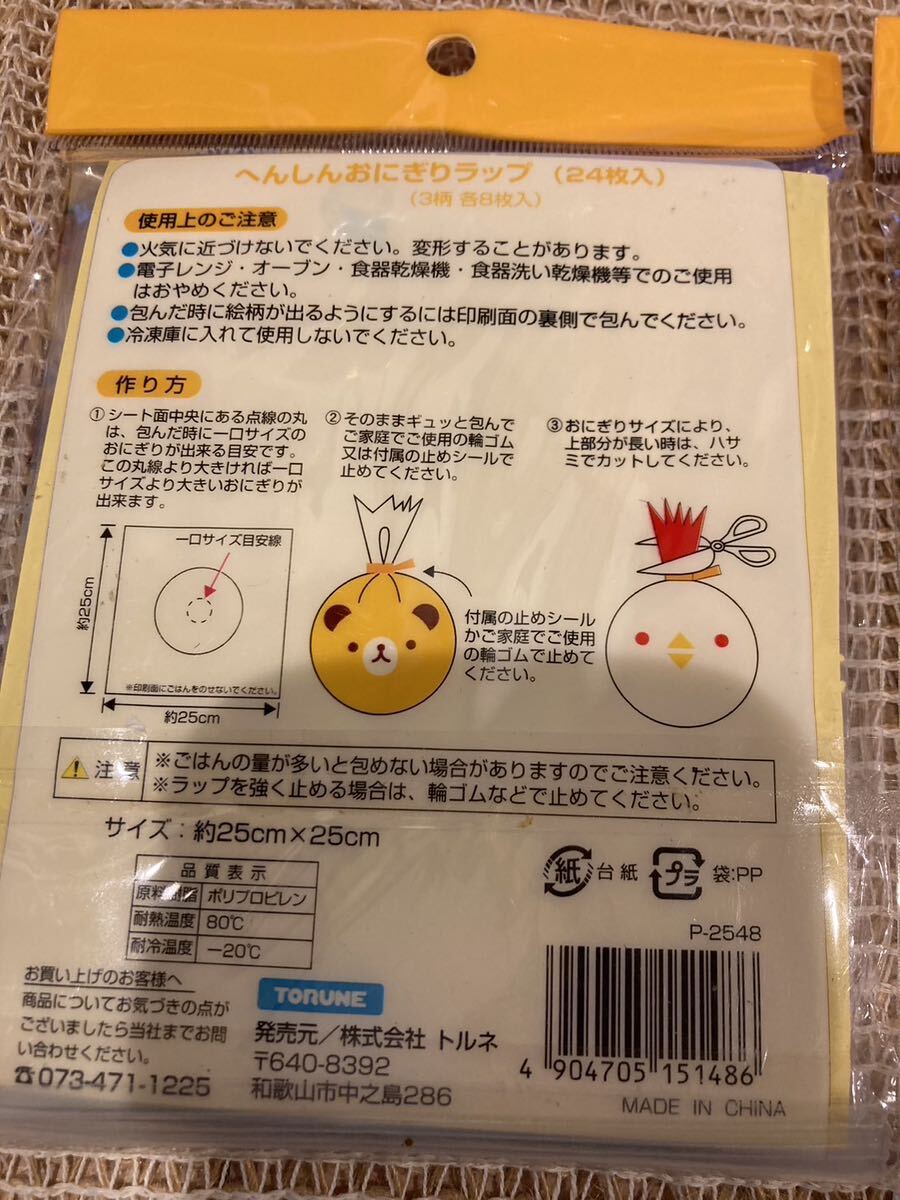 へんしんおにぎりラップ (24枚入)
(3柄 各8枚入)
使用上のご注意
●火気に近づけないでください。変形することがあります。
●電子レンジ・オーブン・食器乾燥機・食器洗い乾燥機等でのご使用
はおやめください。
●包んだ時に絵柄が出るようにするには印刷面の裏側で包んでください。
●冷凍庫に入れて使用しないでください。
作り方
① シート面中央にある点線の丸
は、包んだ時に一口サイズの
おにぎりが出来る目安です。
この丸線より大きければ一口
サイズより大きいおにぎりが
出来ます。
② そのままギュッと包んで
ご家庭でご使用の輪ゴム
又は付属の止めシールで
止めてください。
③ おにぎりサイズにより、
上部分が長い時は、ハサ
ミでカットしてください。
一口サイズ目安線
約25cm
※印刷面にごはんをのせないでください。
約25cm
付属の止めシール
かご家庭でご使用
の輪ゴムで止めて
ください。
注意
※ごはんの量が多いと包めない場合がありますのでご注意ください。
※ラップを強く止める場合は、輪ゴムなどで止めてください。
サイズ：約25cm×25cm
品質表示
原料樹脂 ポリプロピレン
耐熱温度 80℃
耐冷温度 −20℃
紙 台紙 プラ 袋:PP
P-2548
お買い上げのお客様へ
商品についてお気づきの点が
ございましたら当社までお問
い合わせください。
☎073-471-1225
TORUNE
発売元／株式会社 トルネ
〒640-8392
和歌山市中之島286
4 904705 151486
MADE IN CHINA